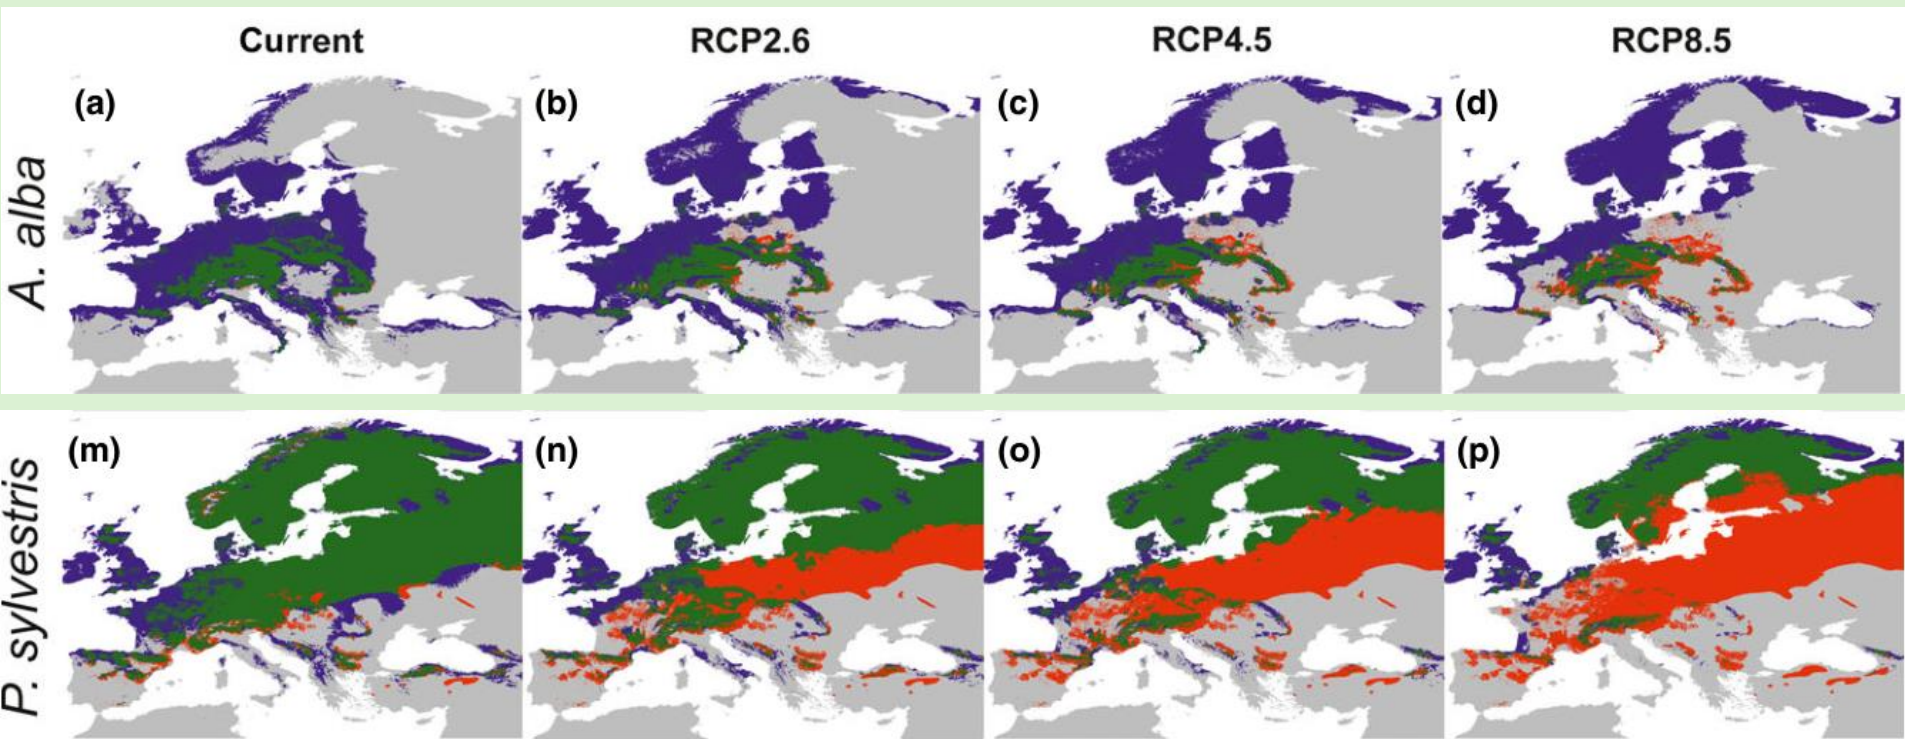 Current RCP2.6 RCP4.5 RCP8.5
(a) (b) (c) (d)
A. alba
(m) (n) (o) (p)
P. sylvestris